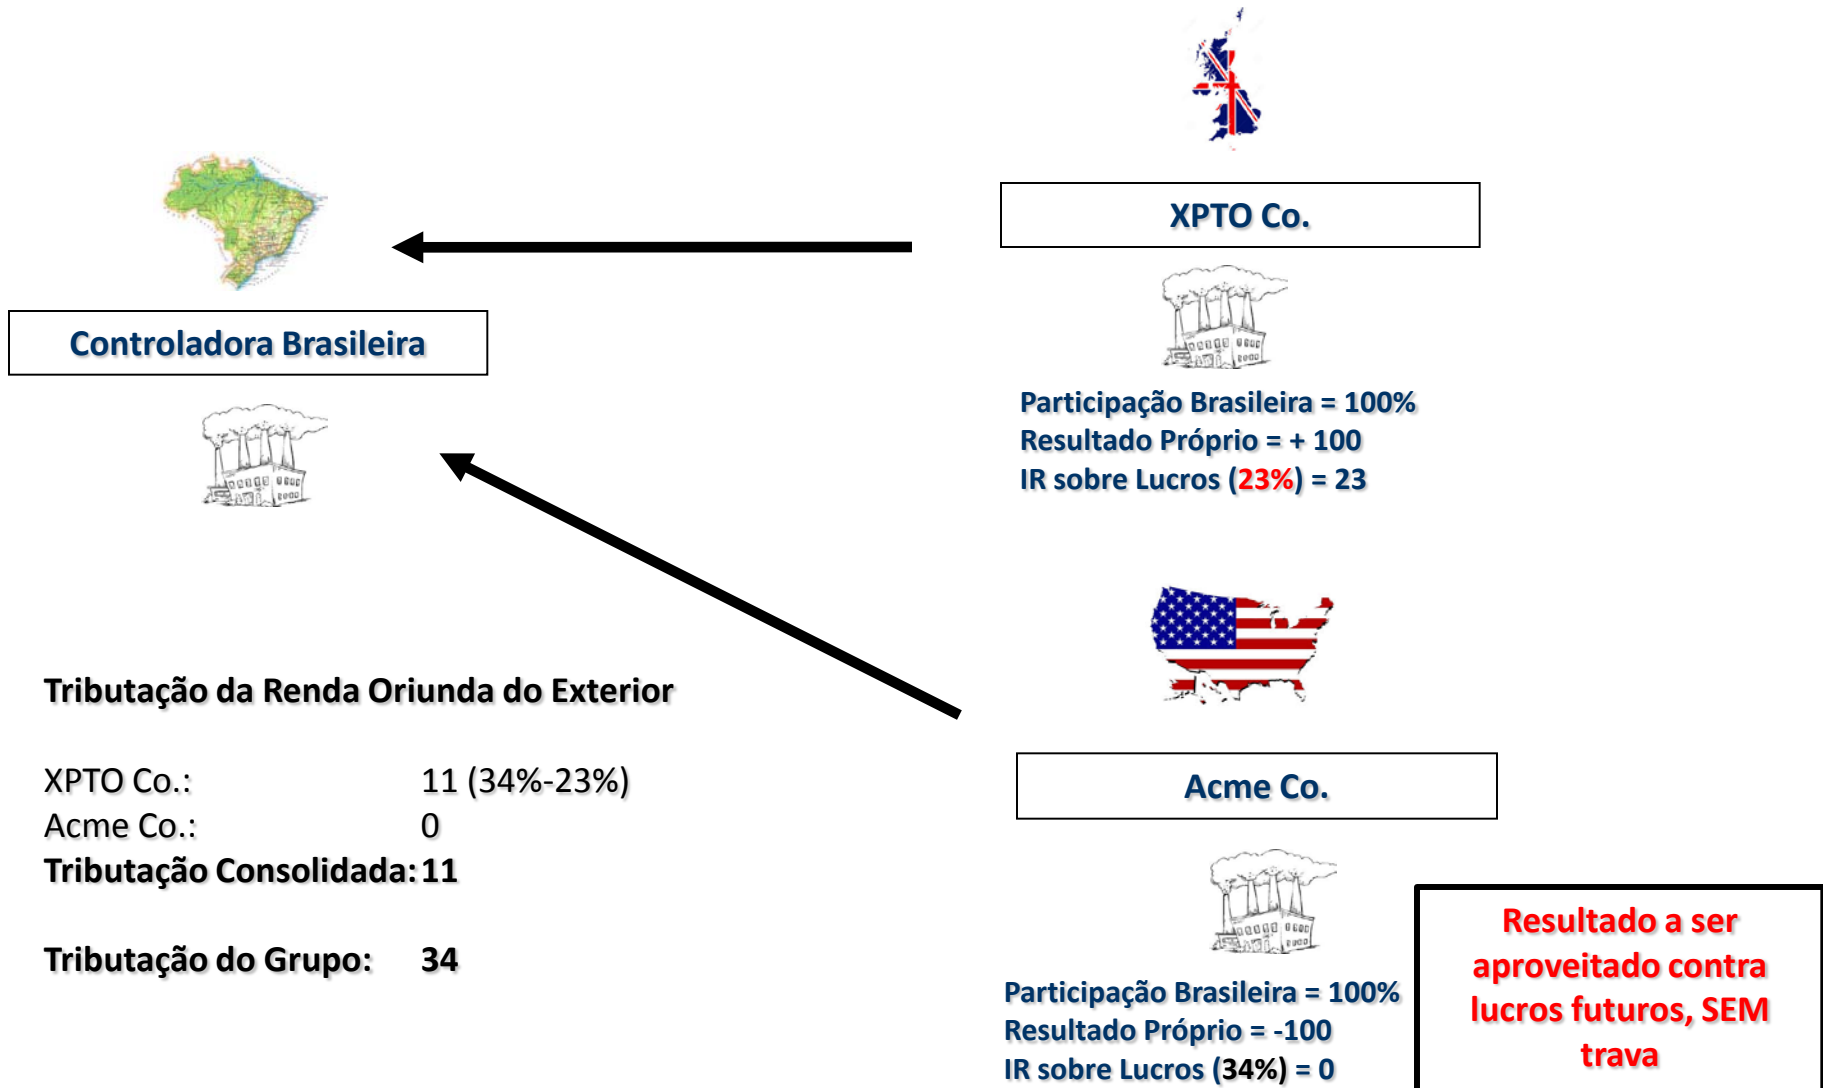 XPTO Co.
Controladora Brasileira
Participação Brasileira = 100%
Resultado Próprio = + 100
IR sobre Lucros (23%) = 23
Tributação da Renda Oriunda do Exterior
XPTO Co.: 11 (34%-23%)
Acme Co.: 0
Tributação Consolidada: 11
Tributação do Grupo: 34
Acme Co.
Participação Brasileira = 100%
Resultado Próprio = -100
IR sobre Lucros (34%) = 0
Resultado a ser
aproveitado contra
lucros futuros, SEM
trava